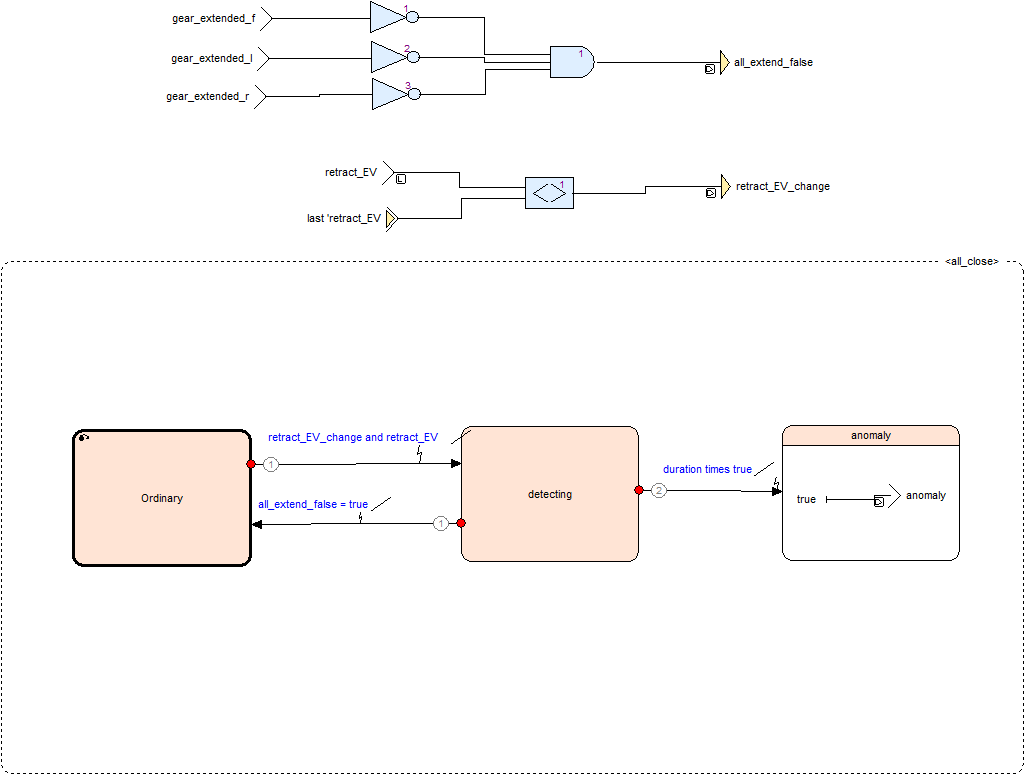 gear_extended_f
1
gear_extended_l
2
1
all_extend_false
gear_extended_r
3
retract_EV
L
1
retract_EV_change
last 'retract_EV
<all_close>
retract_EV_change and retract_EV
anomaly
1
duration times true
Ordinary
detecting
2
true
anomaly
all_extend_false = true
1